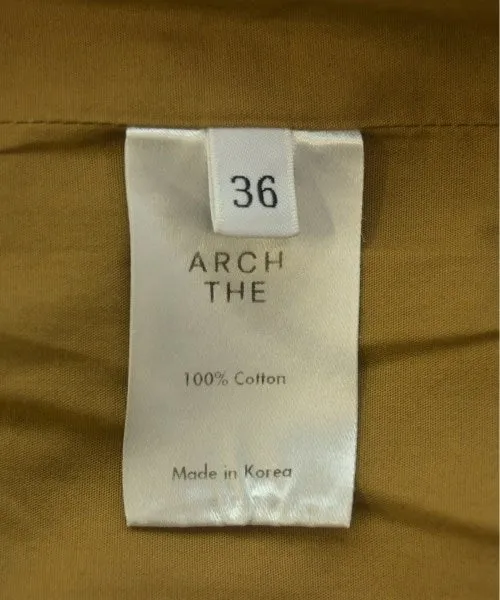 36
ARCH
THE
100% Cotton
Made in Korea